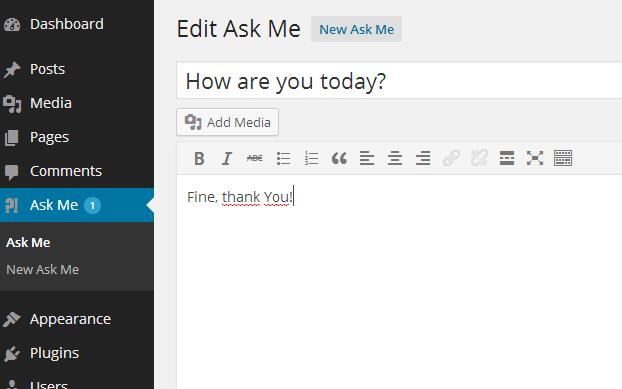 Dashboard
Posts
Media
Pages
Comments
Ask Me 1
Ask Me
New Ask Me
Appearance
Plugins
Users
Edit Ask Me New Ask Me
How are you today?
Add Media
B I ABC
Fine, thank You!